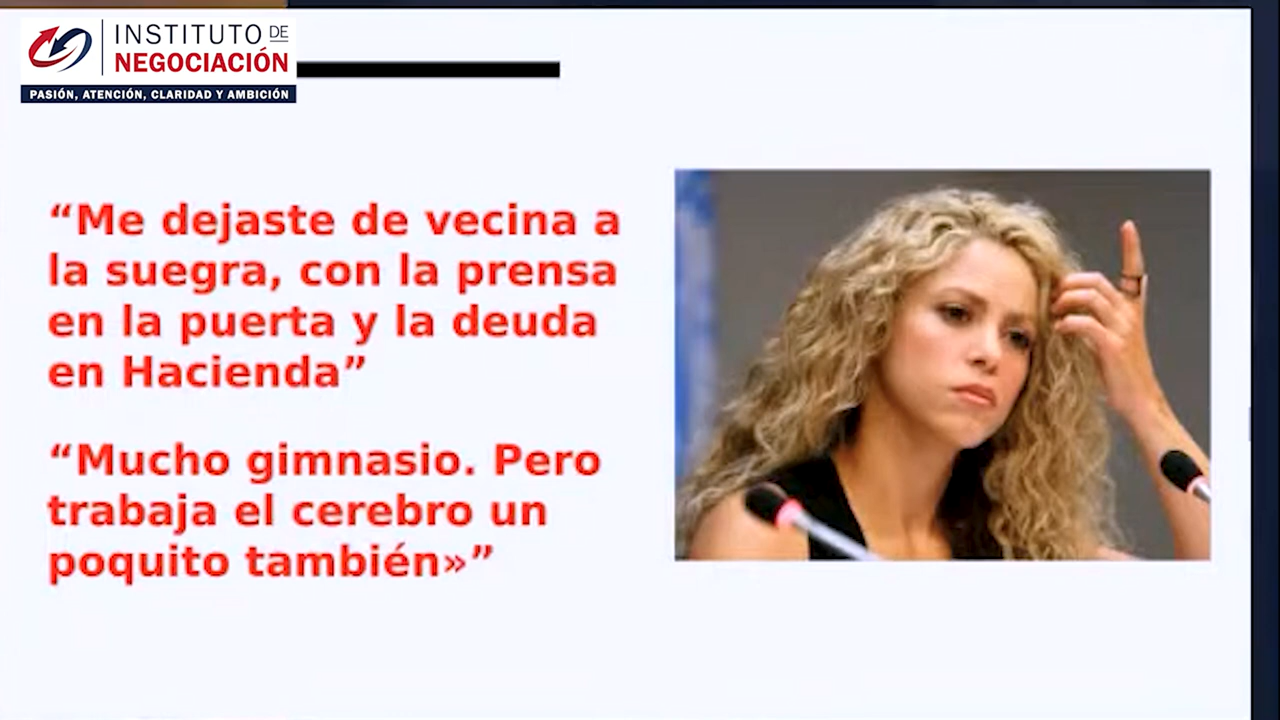 INSTITUTO DE
NEGOCIACIÓN
PASIÓN, ATENCIÓN, CLARIDAD Y AMBICIÓN
“Me dejaste de vecina a
la suegra, con la prensa
en la puerta y la deuda
en Hacienda”
“Mucho gimnasio. Pero
trabaja el cerebro un
poquito también»”